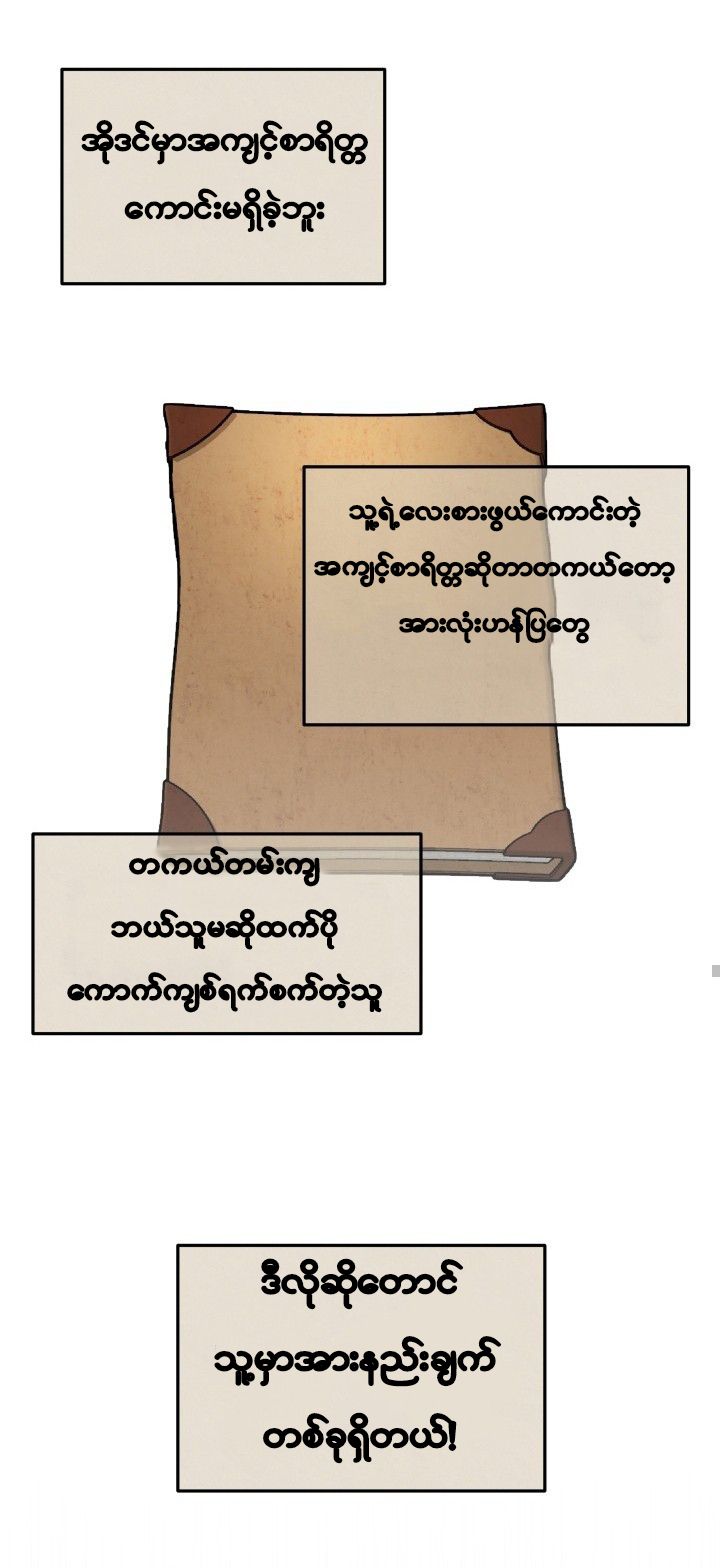 အိုဒင်မှာအကျင့်စာရိတ္တ
ကောင်းမရှိခဲ့ဘူး
သူ့ရဲ့လေးစားဖွယ်ကောင်းတဲ့
အကျင့်စာရိတ္တဆိုတာတကယ်တော့
အားလုံးဟန်ပြတွေ
တကယ်တမ်းကျ
ဘယ်သူမဆိုထက်ပို
ကောက်ကျစ်ရက်စက်တဲ့သူ
ဒီလိုဆိုတောင်
သူ့မှာအားနည်းချက်
တစ်ခုရှိတယ်!